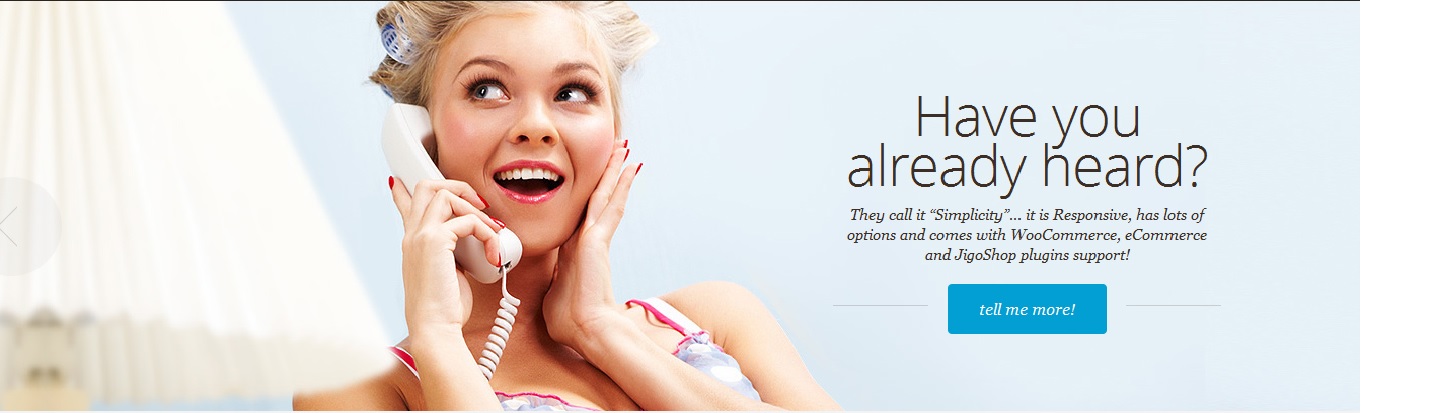 Have you
already heard?
They call it “Simplicity”... it is Responsive, has lots of
options and comes with WooCommerce, eCommerce
and JigoShop plugins support!
tell me more!